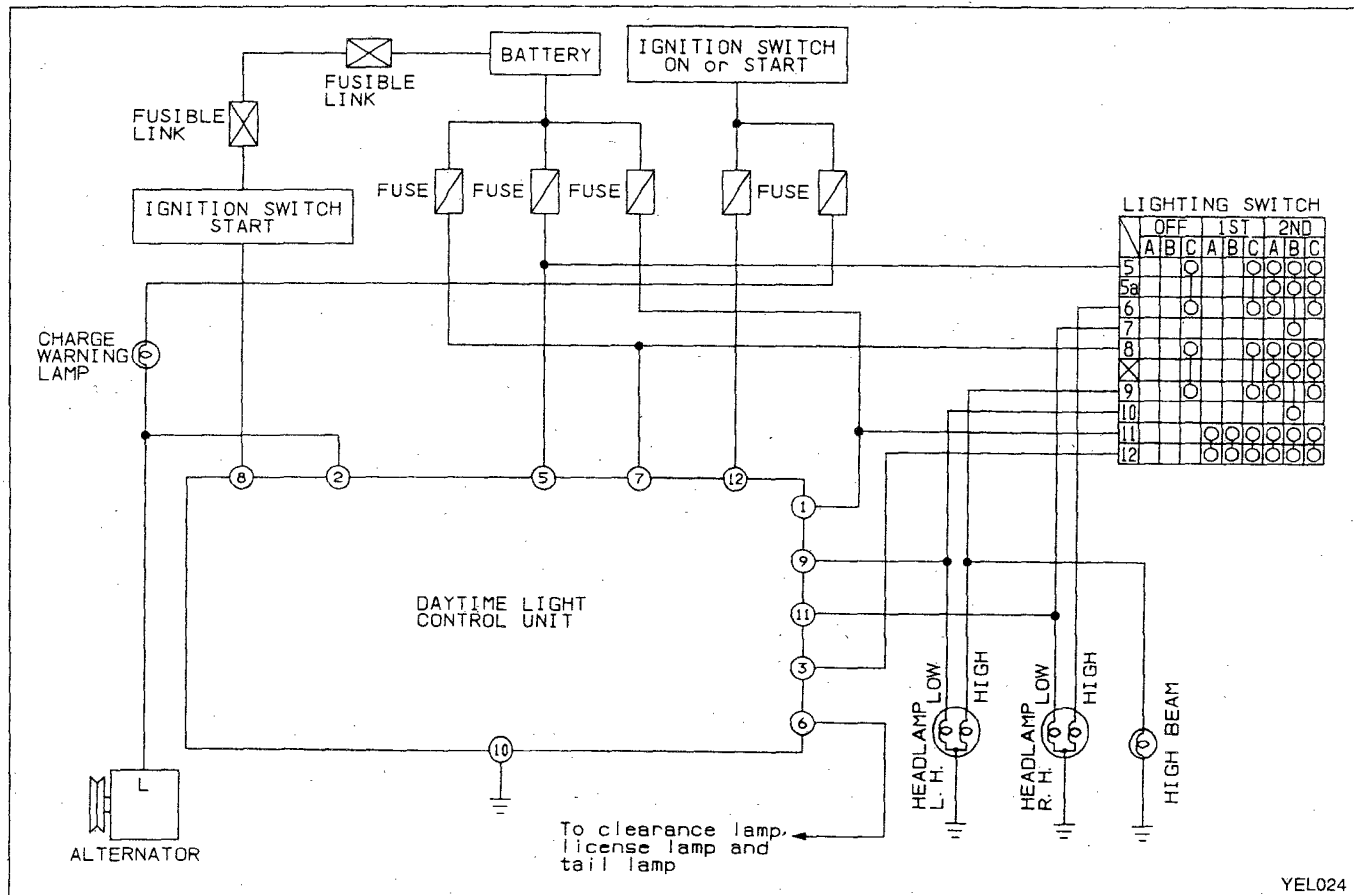 BATTERY
IGNITION SWITCH
ON or START
FUSIBLE
LINK
FUSIBLE
LINK
FUSE
FUSE
FUSE
FUSE
IGNITION SWITCH
START
LIGHTING SWITCH
OFF 1ST 2ND
A B C A B C A B C
5
5a
6
7
8
9
10
11
12
CHARGE
WARNING
LAMP
8 2 5 7 12
1
9
11
3
6
10
DAYTIME LIGHT
CONTROL UNIT
HEADLAMP
L. H.
LOW
HIGH
HEADLAMP
R. H.
LOW
HIGH
HIGH BEAM
L
ALTERNATOR
To clearance lamp,
license lamp and
tail lamp
YEL024